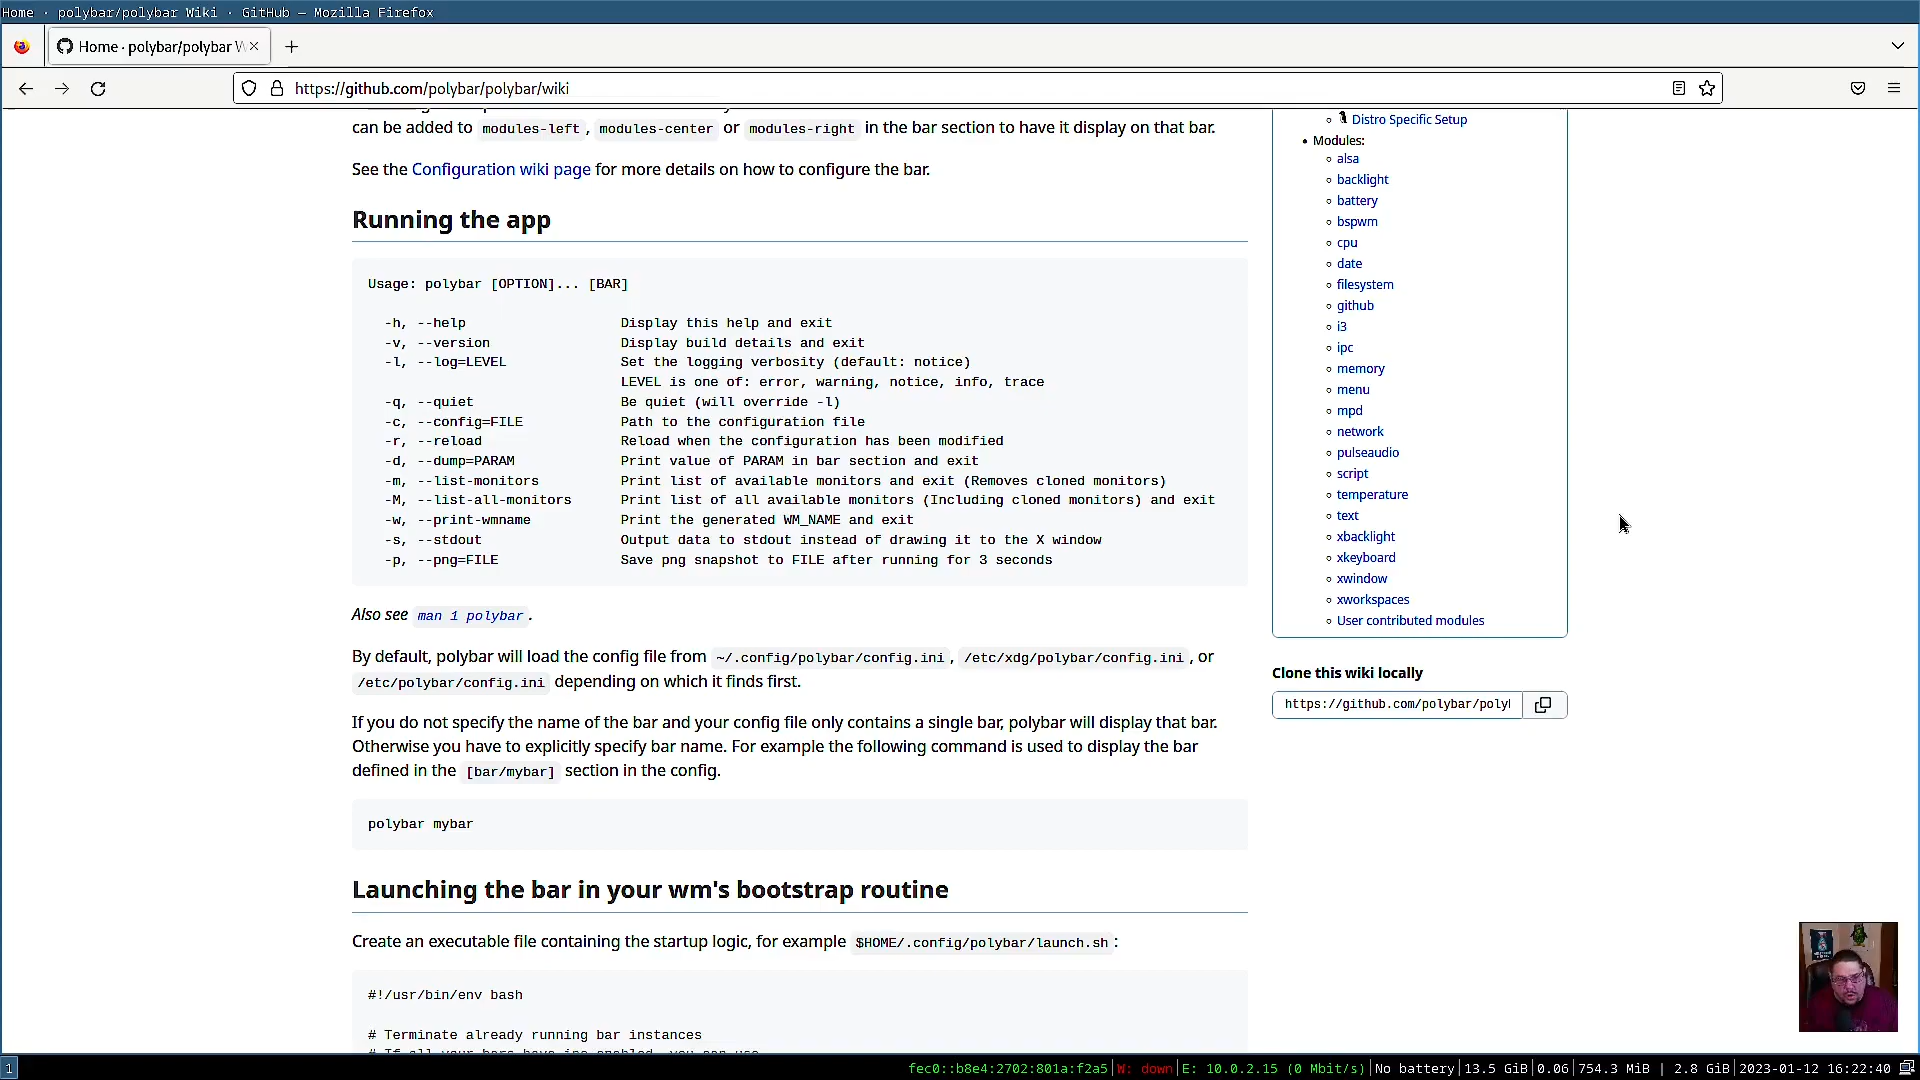 Home · polybar/polybar Wiki · GitHub — Mozilla Firefox
Home · polybar/polybar W
https://github.com/polybar/polybar/wiki
can be added to modules-left, modules-center or modules-right in the bar section to have it display on that bar.
See the Configuration wiki page for more details on how to configure the bar.
Running the app
Usage: polybar [OPTION]... [BAR]
-h, --help Display this help and exit
-v, --version Display build details and exit
-l, --log=LEVEL Set the logging verbosity (default: notice)
LEVEL is one of: error, warning, notice, info, trace
-q, --quiet Be quiet (will override -l)
-c, --config=FILE Path to the configuration file
-r, --reload Reload when the configuration has been modified
-d, --dump=PARAM Print value of PARAM in bar section and exit
-m, --list-monitors Print list of available monitors and exit (Removes cloned monitors)
-M, --list-all-monitors Print list of all available monitors (Including cloned monitors) and exit
-w, --print-wmname Print the generated WM_NAME and exit
-s, --stdout Output data to stdout instead of drawing it to the X window
-p, --png=FILE Save png snapshot to FILE after running for 3 seconds
Also see man 1 polybar.
By default, polybar will load the config file from ~/.config/polybar/config.ini, /etc/xdg/polybar/config.ini, or
/etc/polybar/config.ini depending on which it finds first.
If you do not specify the name of the bar and your config file only contains a single bar, polybar will display that bar.
Otherwise you have to explicitly specify bar name. For example the following command is used to display the bar
defined in the [bar/mybar] section in the config.
polybar mybar
Launching the bar in your wm's bootstrap routine
Create an executable file containing the startup logic, for example $HOME/.config/polybar/launch.sh:
#!/usr/bin/env bash
# Terminate already running bar instances
# If all your bars have ipc enabled, you can use
Distro Specific Setup
Modules:
alsa
backlight
battery
bspwm
cpu
date
filesystem
github
i3
ipc
memory
menu
mpd
network
pulseaudio
script
temperature
text
xbacklight
xkeyboard
xwindow
xworkspaces
User contributed modules
Clone this wiki locally
https://github.com/polybar/polyl
1
fec0::b8e4:2702:801a:f2a5|W: down|E: 10.0.2.15 (0 Mbit/s)|No battery|13.5 GiB|0.06|754.3 MiB | 2.8 GiB|2023-01-12 16:22:40